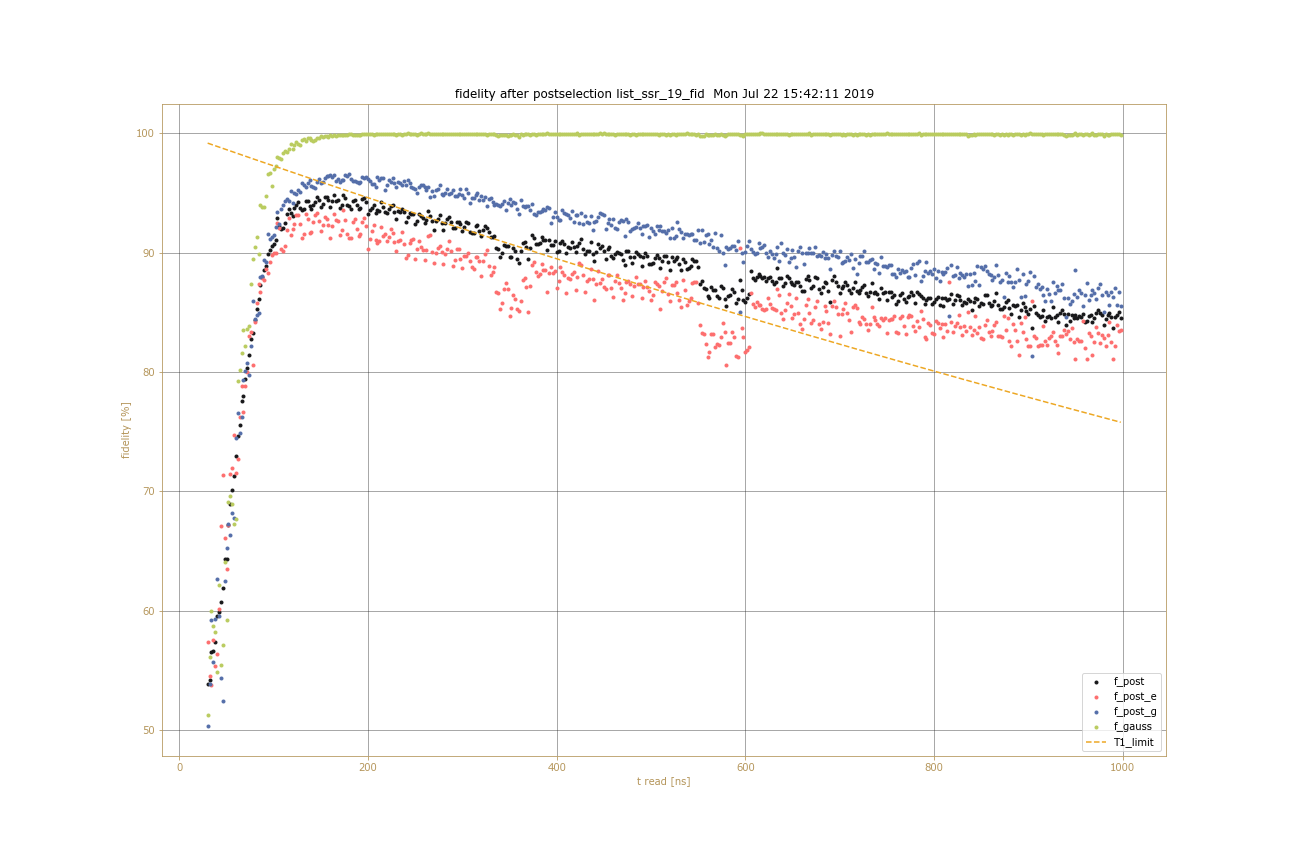 fidelity after postselection list_ssr_19_fid  Mon Jul 22 15:42:11 2019
fidelity [%]
100
90
80
70
60
50
0
200
400
600
800
1000
t read [ns]
f_post
f_post_e
f_post_g
f_gauss
T1_limit